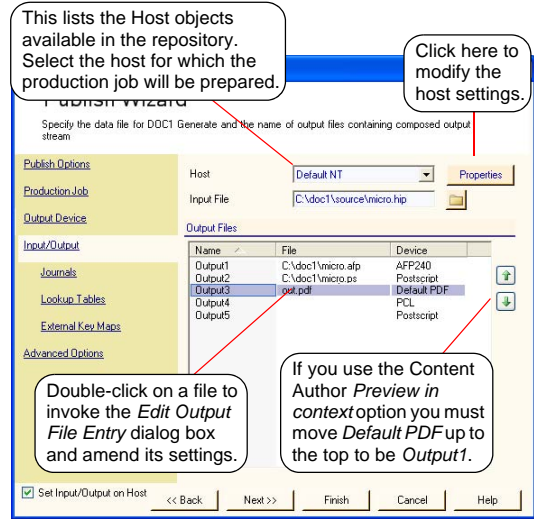 This lists the Host objects
available in the repository.
Select the host for which the
production job will be prepared.
Click here to
modify the
host settings.
Publish Wizard
Specify the data file for DOC1 Generate and the name of output files containing composed output
stream
Publish Options
Production Job
Output Device
Input/Output
Journals
Lookup Tables
External Key Maps
Advanced Options
Host
Default NT
Properties
Input File
C:\doc1\source\micro.hip
Output Files
Name File Device
Output1 C:\doc1\micro.afp AFP240
Output2 C:\doc1\micro.ps Postscript
Output3 out.pdf Default PDF
Output4 PCL
Output5 Postscript
Double-click on a file to
invoke the Edit Output
File Entry dialog box
and amend its settings.
If you use the Content
Author Preview in
context option you must
move Default PDF up to
the top to be Output1.
Set Input/Output on Host
<< Back
Next >>
Finish
Cancel
Help